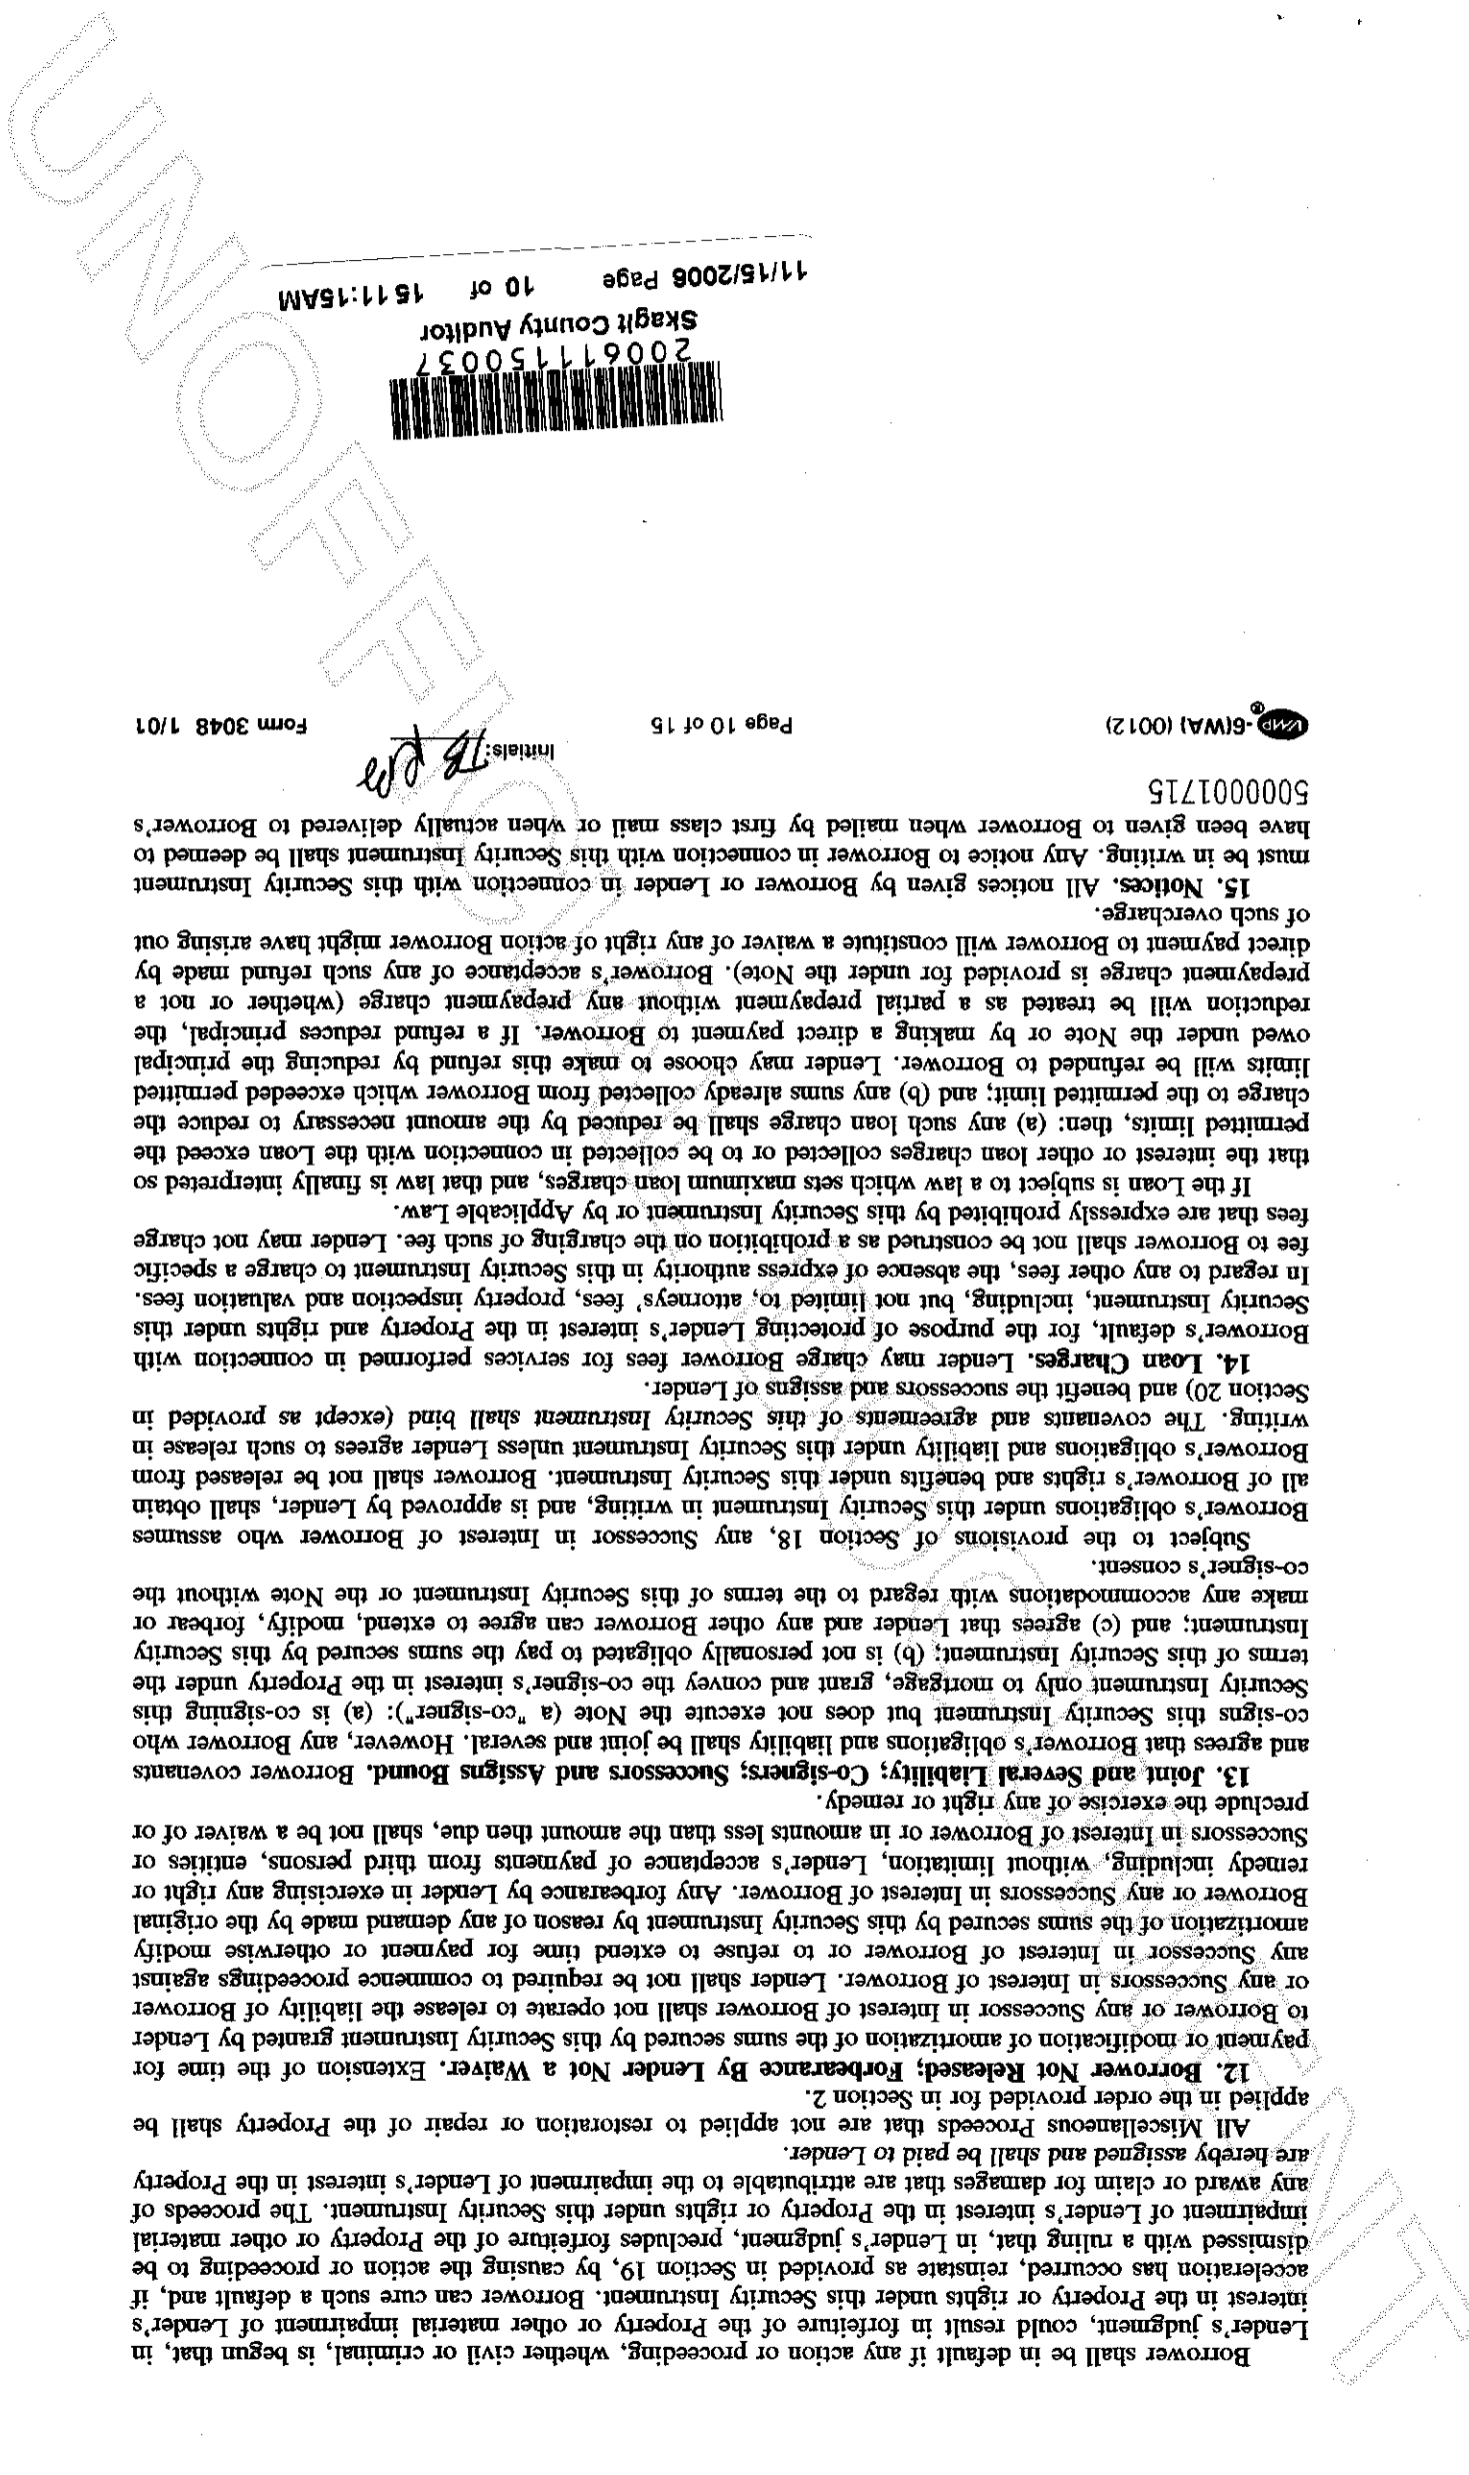 Borrower shall be in default if any action or proceeding, whether civil or criminal, is begun that, in
Lender's judgment, could result in forfeiture of the Property or other material impairment of Lender's
interest in the Property or rights under this Security Instrument. Borrower can cure such a default and, if
acceleration has occurred, reinstate as provided in Section 19, by causing the action or proceeding to be
dismissed with a ruling that, in Lender's judgment, precludes forfeiture of the Property or other material
impairment of Lender's interest in the Property or rights under this Security Instrument. The proceeds of
any award or claim for damages that are attributable to the impairment of Lender's interest in the Property
are hereby assigned and shall be paid to Lender.
All Miscellaneous Proceeds that are not applied to restoration or repair of the Property shall be
applied in the order provided for in Section 2.
12. Borrower Not Released; Forbearance By Lender Not a Waiver. Extension of the time for
payment or modification of amortization of the sums secured by this Security Instrument granted by Lender
to Borrower or any Successor in Interest of Borrower shall not operate to release the liability of Borrower
or any Successors in Interest of Borrower. Lender shall not be required to commence proceedings against
any Successor in Interest of Borrower or to refuse to extend time for payment or otherwise modify
amortization of the sums secured by this Security Instrument by reason of any demand made by the original
Borrower or any Successors in Interest of Borrower. Any forbearance by Lender in exercising any right or
remedy including, without limitation, Lender's acceptance of payments from third persons, entities or
Successors in Interest of Borrower or in amounts less than the amount then due, shall not be a waiver of or
preclude the exercise of any right or remedy.
13. Joint and Several Liability; Co-signers; Successors and Assigns Bound. Borrower covenants
and agrees that Borrower's obligations and liability shall be joint and several. However, any Borrower who
co-signs this Security Instrument but does not execute the Note (a "co-signer"): (a) is co-signing this
Security Instrument only to mortgage, grant and convey the co-signer's interest in the Property under the
terms of this Security Instrument; (b) is not personally obligated to pay the sums secured by this Security
Instrument; and (c) agrees that Lender and any other Borrower can agree to extend, modify, forbear or
make any accommodations with regard to the terms of this Security Instrument or the Note without the
co-signer's consent.
Subject to the provisions of Section 18, any Successor in Interest of Borrower who assumes
Borrower's obligations under this Security Instrument in writing, and is approved by Lender, shall obtain
all of Borrower's rights and benefits under this Security Instrument. Borrower shall not be released from
Borrower's obligations and liability under this Security Instrument unless Lender agrees to such release in
writing. The covenants and agreements of this Security Instrument shall bind (except as provided in
Section 20) and benefit the successors and assigns of Lender.
14. Loan Charges. Lender may charge Borrower fees for services performed in connection with
Borrower's default, for the purpose of protecting Lender's interest in the Property and rights under this
Security Instrument, including, but not limited to, attorneys' fees, property inspection and valuation fees.
In regard to any other fees, the absence of express authority in this Security Instrument to charge a specific
fee to Borrower shall not be construed as a prohibition on the charging of such fee. Lender may not charge
fees that are expressly prohibited by this Security Instrument or by Applicable Law.
If the Loan is subject to a law which sets maximum loan charges, and that law is finally interpreted so
that the interest or other loan charges collected or to be collected in connection with the Loan exceed the
permitted limits, then: (a) any such loan charge shall be reduced by the amount necessary to reduce the
charge to the permitted limit; and (b) any sums already collected from Borrower which exceeded permitted
limits will be refunded to Borrower. Lender may choose to make this refund by reducing the principal
owed under the Note or by making a direct payment to Borrower. If a refund reduces principal, the
reduction will be treated as a partial prepayment without any prepayment charge (whether or not a
prepayment charge is provided for under the Note). Borrower's acceptance of any such refund made by
direct payment to Borrower will constitute a waiver of any right of action Borrower might have arising out
of such overcharge.
15. Notices. All notices given by Borrower or Lender in connection with this Security Instrument
must be in writing. Any notice to Borrower in connection with this Security Instrument shall be deemed to
have been given to Borrower when mailed by first class mail or when actually delivered to Borrower's
5000001715
Initials: TB
VMP®-6(WA) (0012) Page 10 of 15 Form 3048 1/01
200611150037
Skagit County Auditor
11/15/2006 Page 10 of 15 11:15AM
UNOFFICIAL DOCUMENT